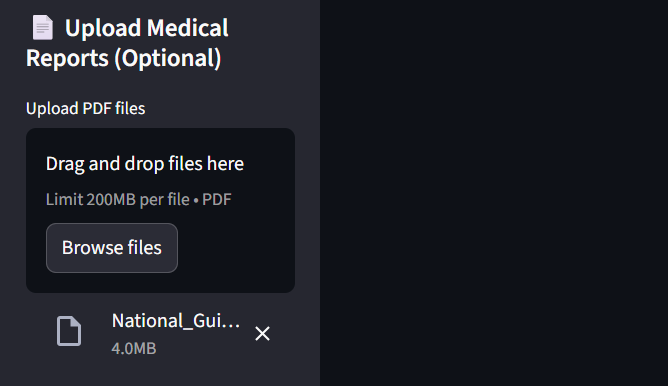 Upload Medical
Reports (Optional)
Upload PDF files
Drag and drop files here
Limit 200MB per file • PDF
Browse files
National_Gui...
4.0MB